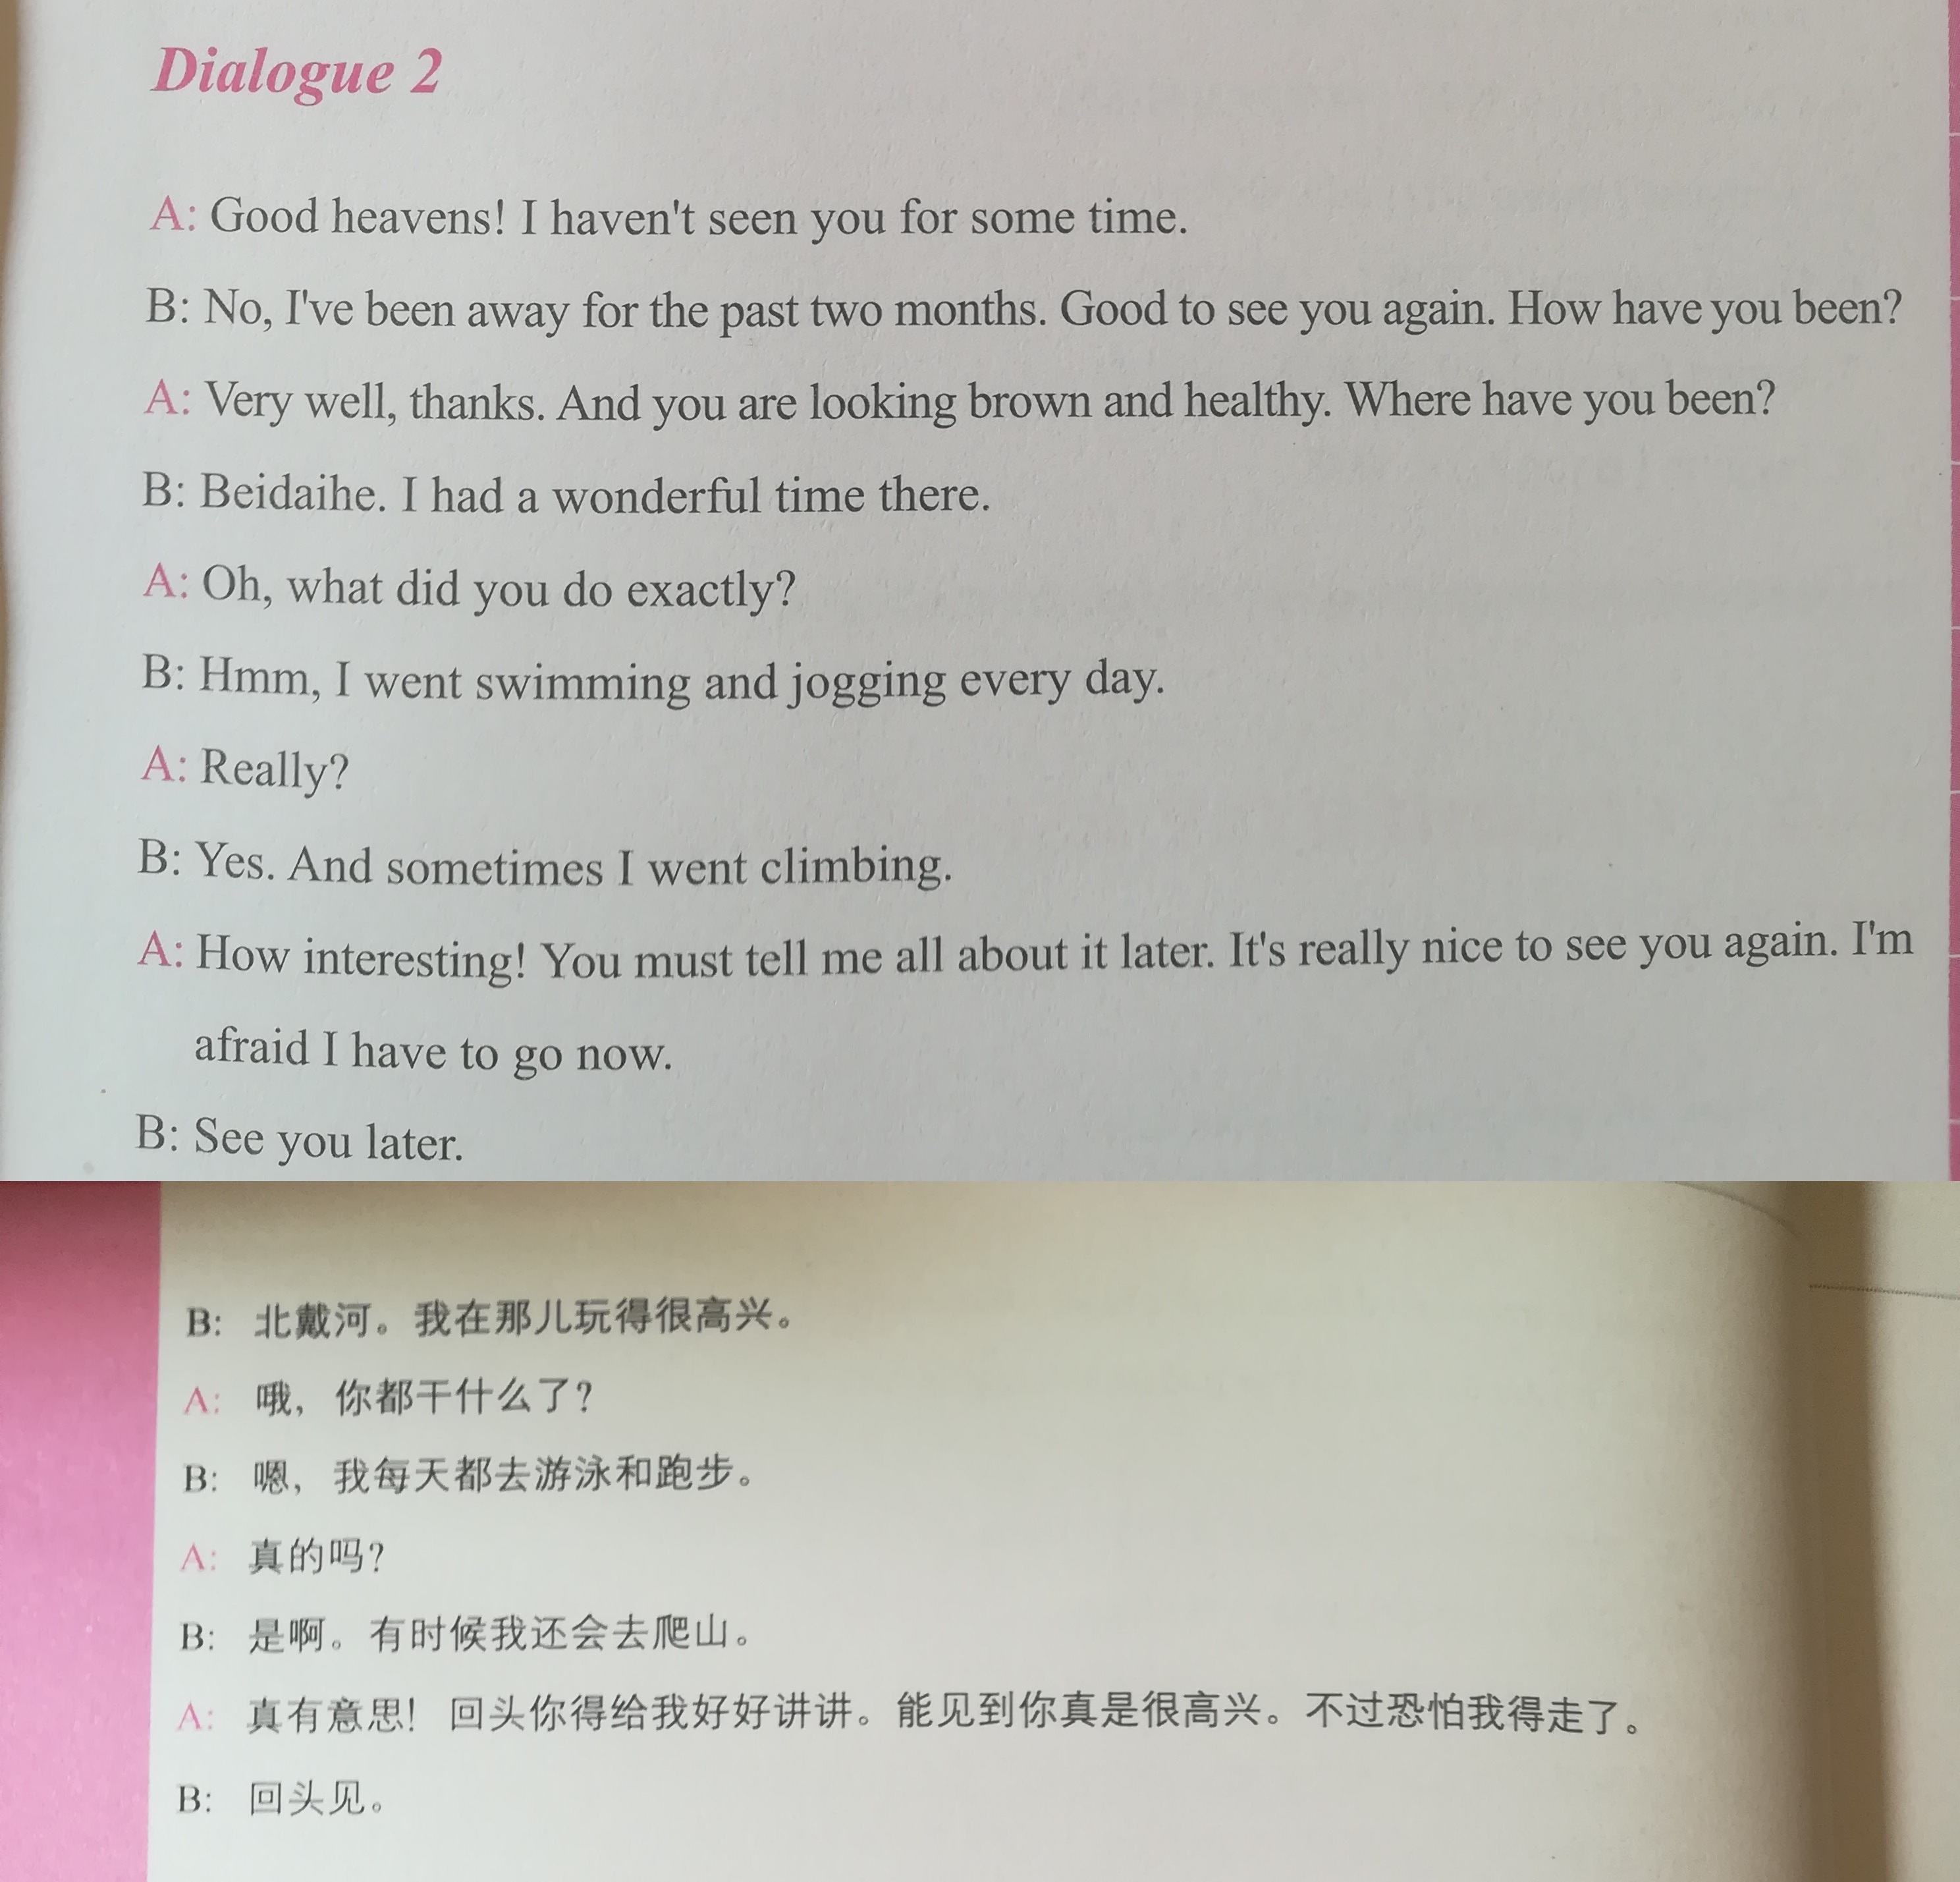 Dialogue 2
A: Good heavens! I haven't seen you for some time.
B: No, I've been away for the past two months. Good to see you again. How have you been?
A: Very well, thanks. And you are looking brown and healthy. Where have you been?
B: Beidaihe. I had a wonderful time there.
A: Oh, what did you do exactly?
B: Hmm, I went swimming and jogging every day.
A: Really?
B: Yes. And sometimes I went climbing.
A: How interesting! You must tell me all about it later. It's really nice to see you again. I'm
afraid I have to go now.
B: See you later.
B: 北戴河。我在那儿玩得很高兴。
A: 哦，你都干什么了？
B: 嗯，我每天都去游泳和跑步。
A: 真的吗？
B: 是啊。有时候我还会去爬山。
A: 真有意思！回头你得给我好好讲讲。能见到你真是很高兴。不过恐怕我得走了。
B: 回头见。